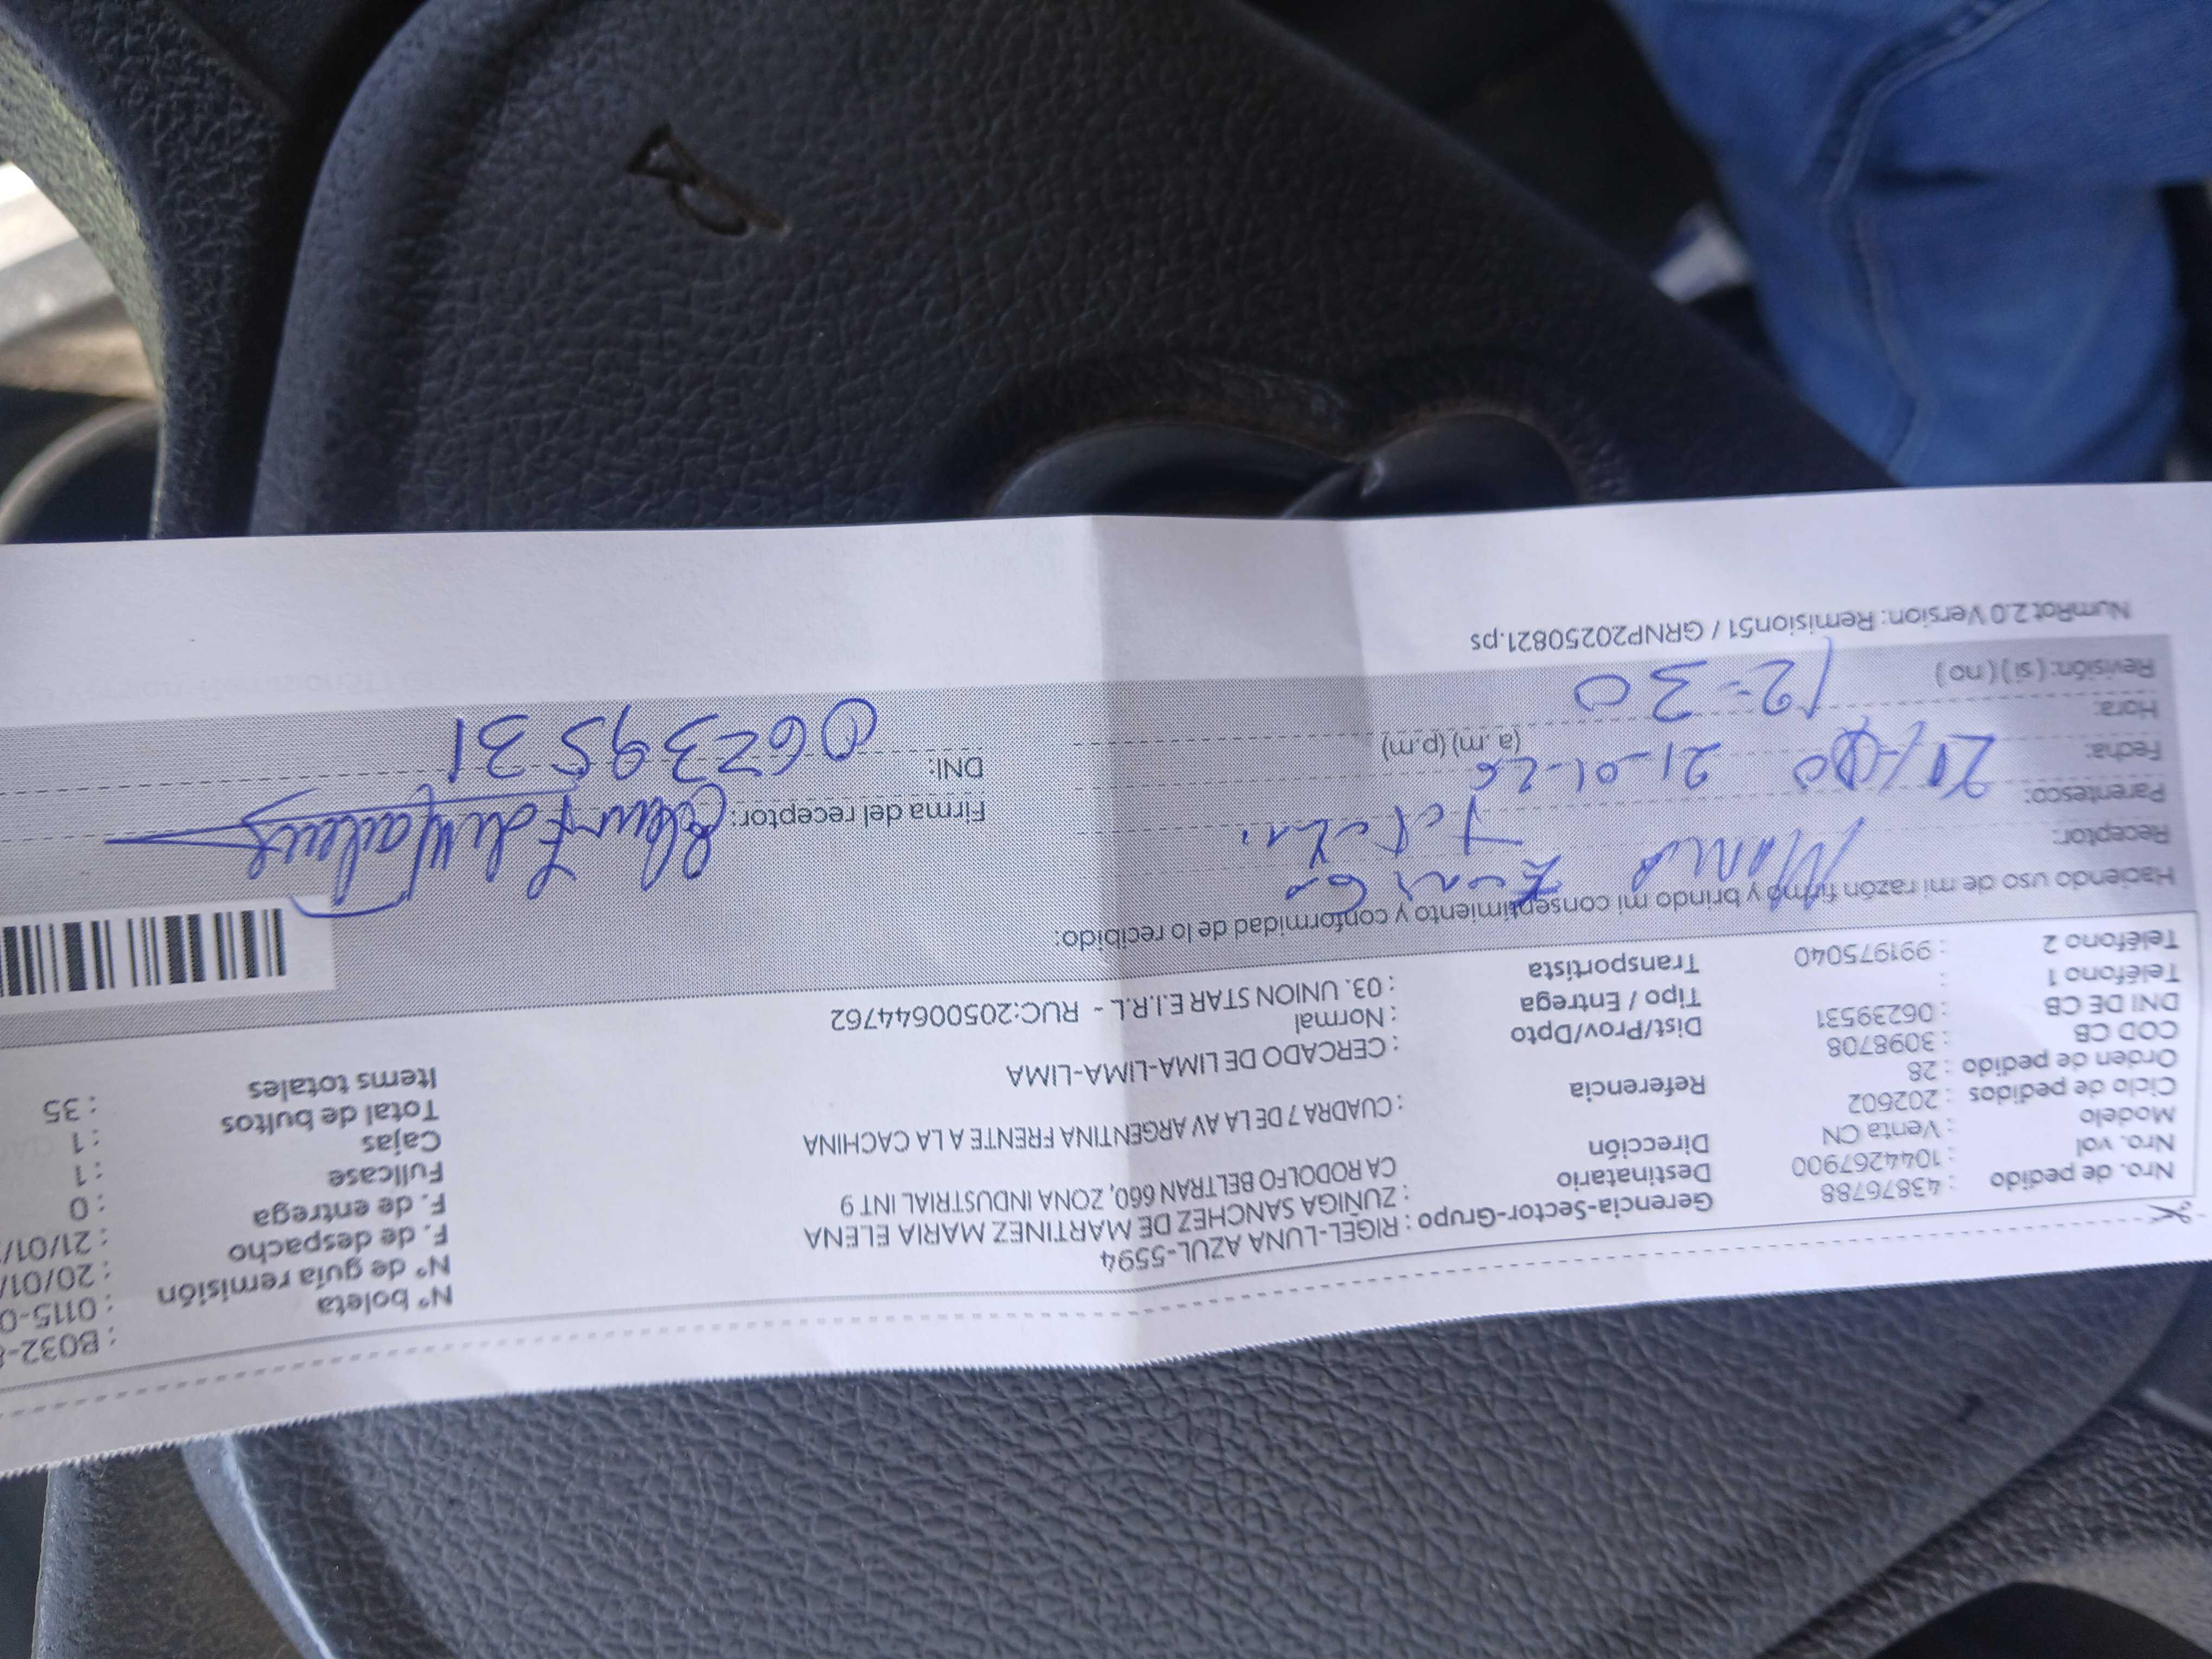 Nº boleta : B032-
Nº de guía remisión : 0115-0
F. de despacho : 20/01/
F. de entrega : 21/01/
Fullcase : 0
Cajas : 1
Total de bultos : 1
Items totales : 35
Gerencia-Sector-Grupo : RIGEL-LUNA AZUL-5594
Destinatario : ZUÑIGA SANCHEZ DE MARTINEZ MARIA ELENA
Dirección CA RODOLFO BELTRAN 660, ZONA INDUSTRIAL INT 9
Referencia : CUADRA 7 DE LA AV ARGENTINA FRENTE A LA CACHINA
Dist/Prov/Dpto : CERCADO DE LIMA-LIMA-LIMA
Tipo / Entrega : Normal
Transportista : 03. UNION STAR E.I.R.L - RUC:20500644762
Nro. de pedido : 43876788
Nro. vol : 1044267900
Modelo : Venta CN
Ciclo de pedidos : 202602
Orden de pedido : 28
COD CB : 3098708
DNI DE CB : 06239531
Teléfono 1 :
Teléfono 2 : 991975040
Haciendo uso de mi razón firmo y brindo mi consentimiento y conformidad de lo recibido:
Receptor: Maria
Parentesco:
Fecha: 21-01-26
Hora: 12=30 (a.m) (p.m)
Revisión: ( si ) ( no )
Firma del receptor:
DNI: 06239531
NumRot 2.0 Version: Remision51 / GRNP20250821.ps